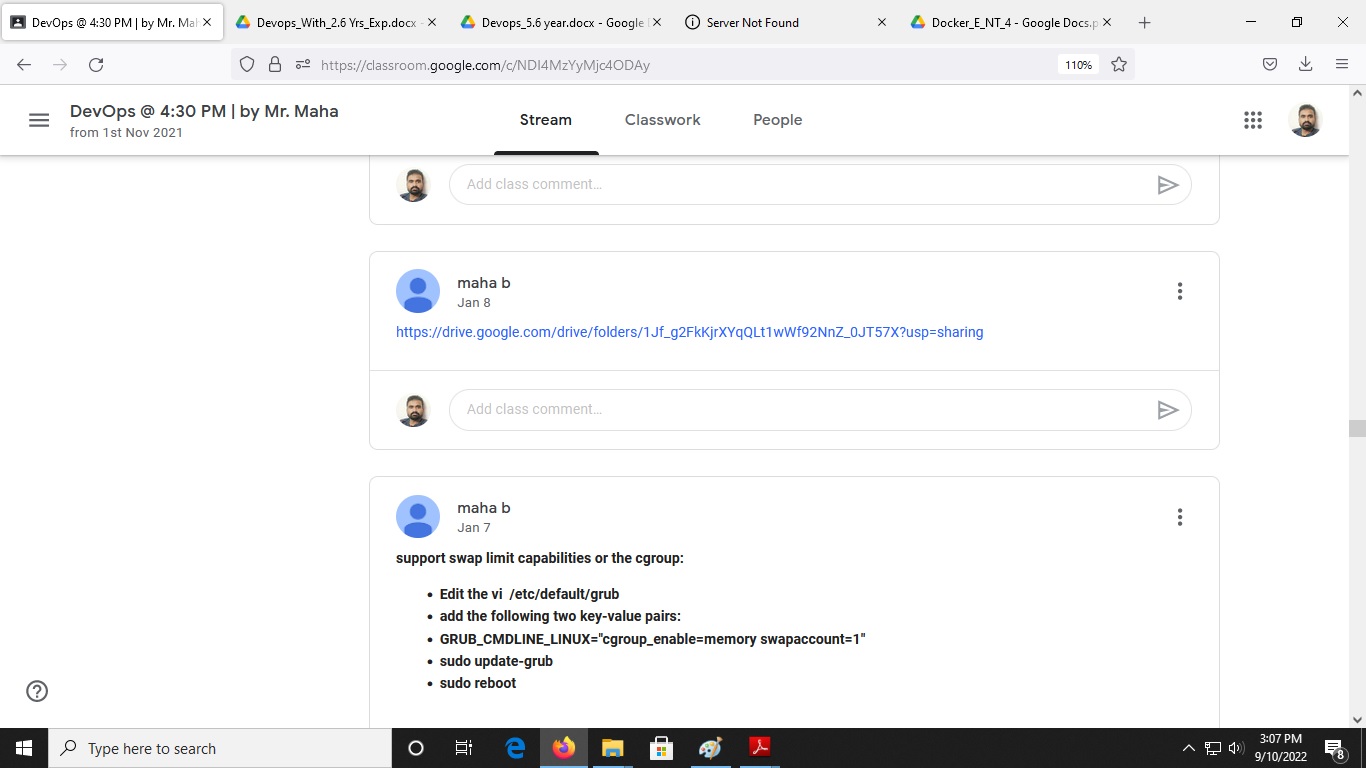 DevOps @ 4:30 PM | by Mr. Mah
Devops_With_2.6 Yrs_Exp.docx -
Devops_5.6 year.docx - Google
Server Not Found
Docker_E_NT_4 - Google Docs.p
https://classroom.google.com/c/NDI4MzYyMjc4ODAy
110%
DevOps @ 4:30 PM | by Mr. Maha
from 1st Nov 2021
Stream
Classwork
People
Add class comment...
maha b
Jan 8
https://drive.google.com/drive/folders/1Jf_g2FkKjrXYqQLt1wWf92NnZ_0JT57X?usp=sharing
Add class comment...
maha b
Jan 7
support swap limit capabilities or the cgroup:
• Edit the vi /etc/default/grub
• add the following two key-value pairs:
• GRUB_CMDLINE_LINUX="cgroup_enable=memory swapaccount=1"
• sudo update-grub
• sudo reboot
Type here to search
3:07 PM
9/10/2022
8